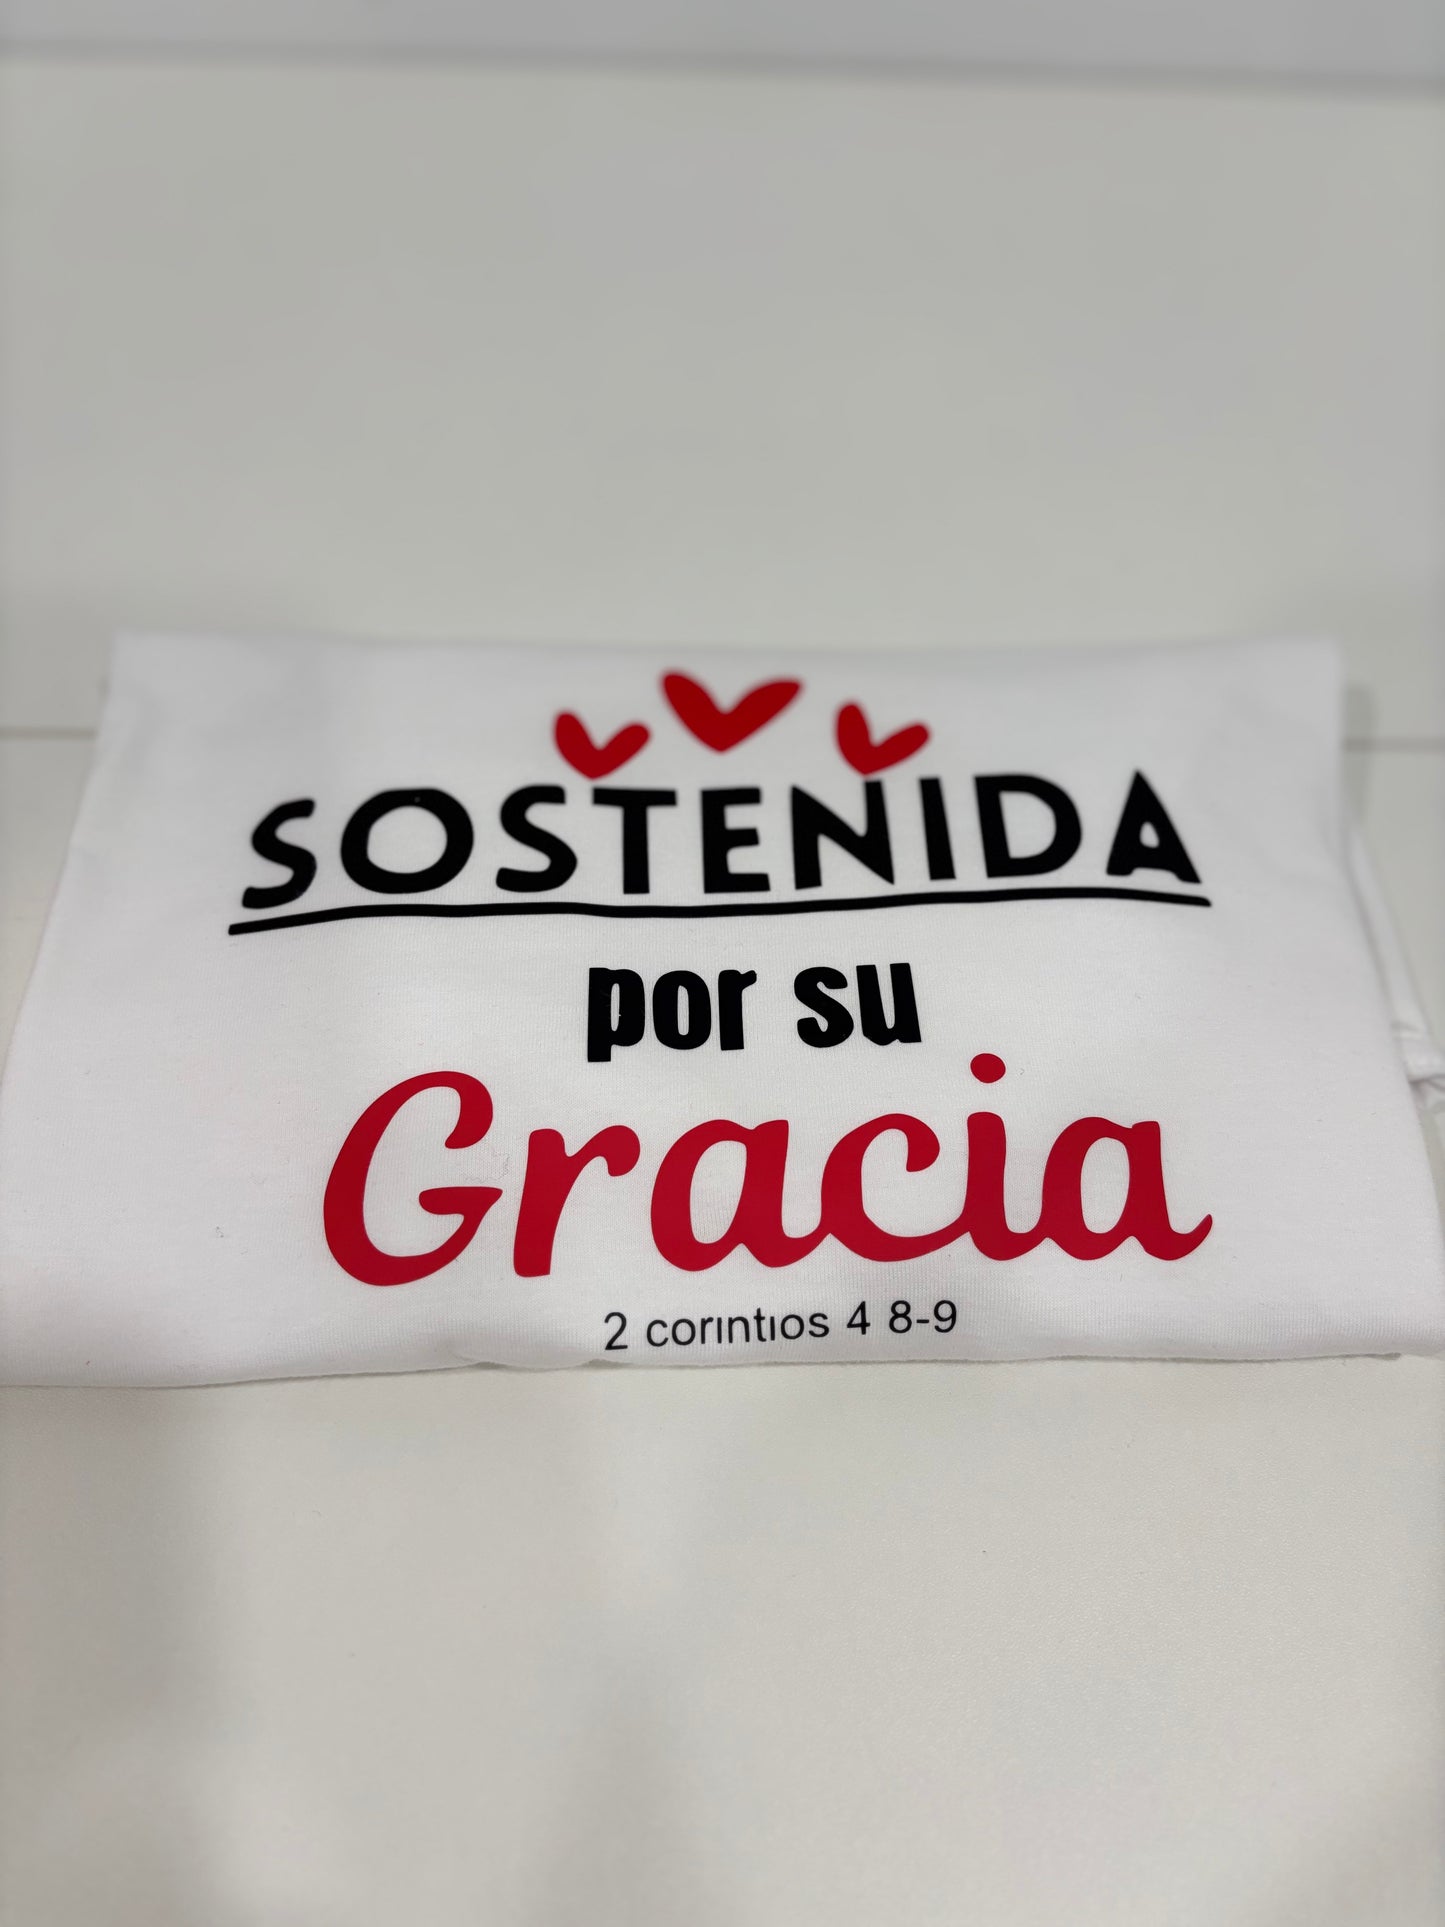 SOSTENIDA
por su
Gracia
2 corintios 4 8-9